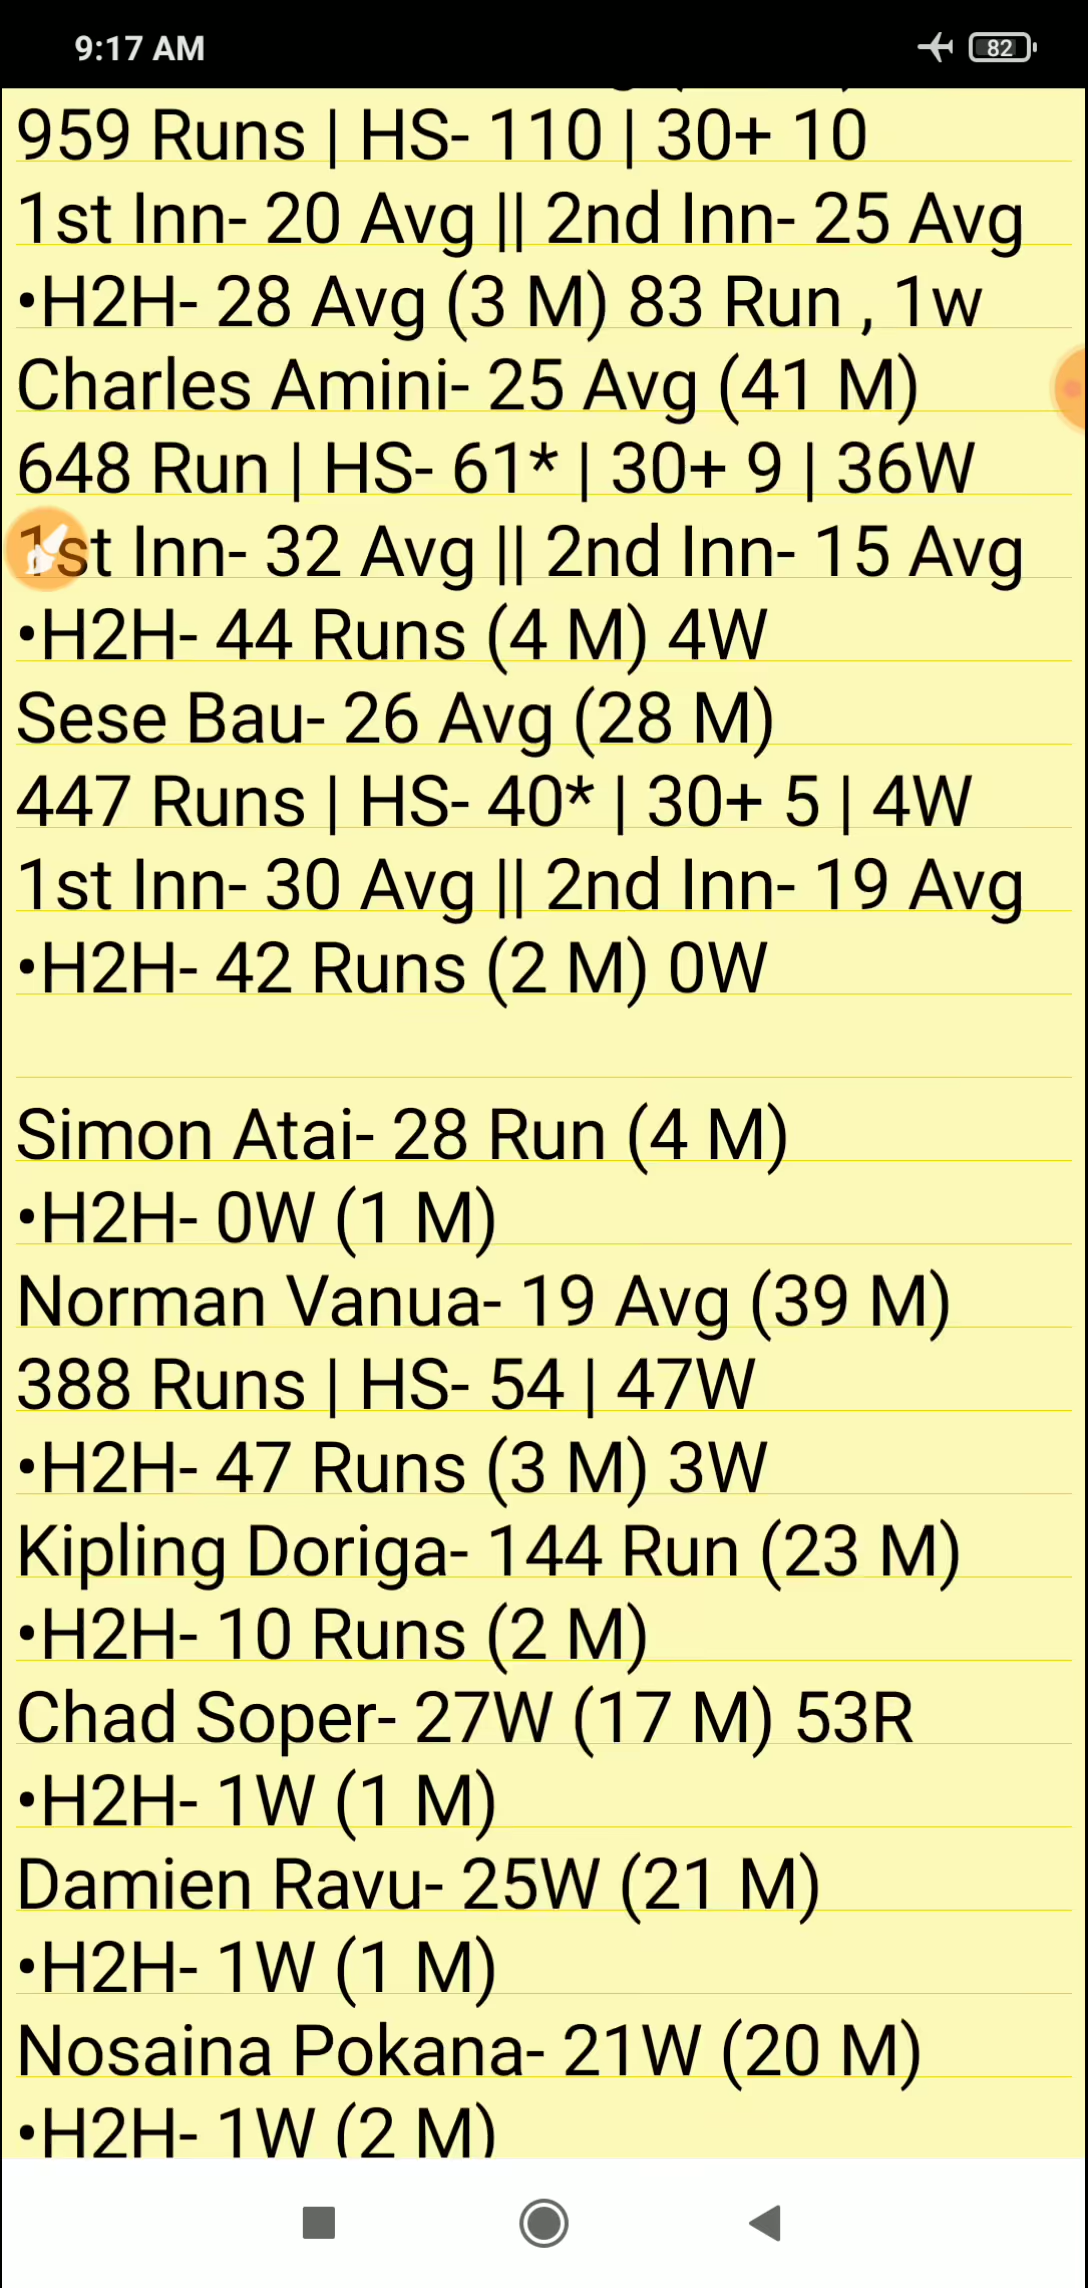 9:17 AM
82
959 Runs | HS- 110 | 30+ 10
1st Inn- 20 Avg || 2nd Inn- 25 Avg
•H2H- 28 Avg (3 M) 83 Run , 1w
Charles Amini- 25 Avg (41 M)
648 Run | HS- 61* | 30+ 9 | 36W
1st Inn- 32 Avg || 2nd Inn- 15 Avg
•H2H- 44 Runs (4 M) 4W
Sese Bau- 26 Avg (28 M)
447 Runs | HS- 40* | 30+ 5 | 4W
1st Inn- 30 Avg || 2nd Inn- 19 Avg
•H2H- 42 Runs (2 M) 0W
Simon Atai- 28 Run (4 M)
•H2H- 0W (1 M)
Norman Vanua- 19 Avg (39 M)
388 Runs | HS- 54 | 47W
•H2H- 47 Runs (3 M) 3W
Kipling Doriga- 144 Run (23 M)
•H2H- 10 Runs (2 M)
Chad Soper- 27W (17 M) 53R
•H2H- 1W (1 M)
Damien Ravu- 25W (21 M)
•H2H- 1W (1 M)
Nosaina Pokana- 21W (20 M)
•H2H- 1W (2 M)